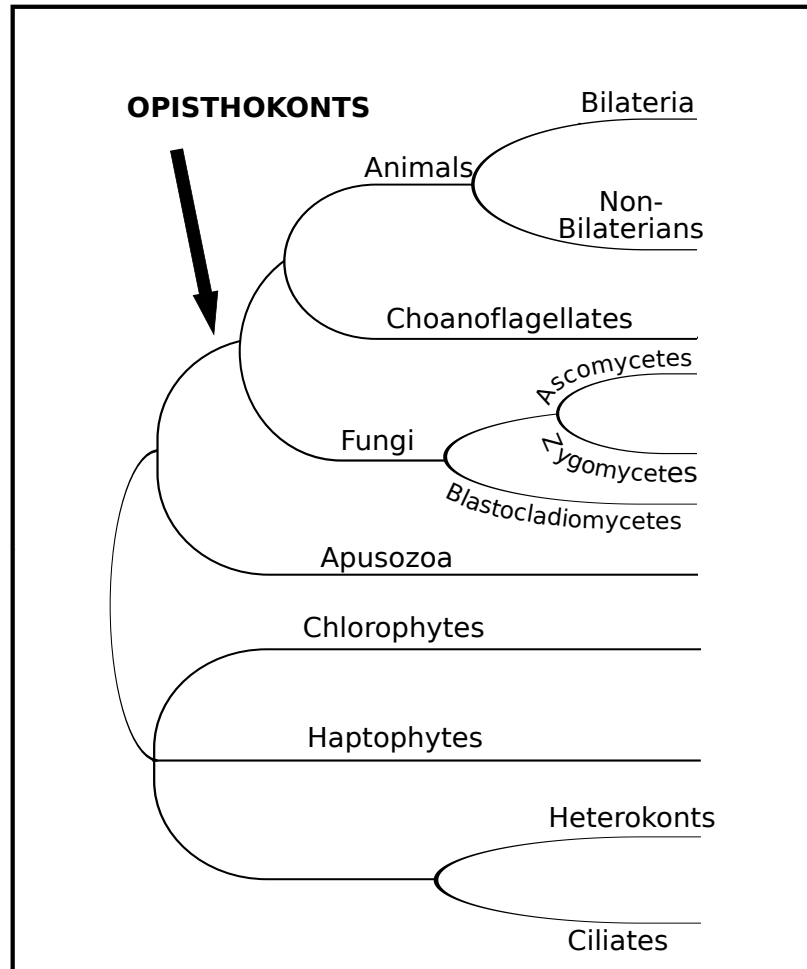 OPISTHOKONTS
Bilateria
Animals
Non-
Bilaterians
Choanoflagellates
Ascomycetes
Fungi
Zygomycetes
Blastocladiomycetes
Apusozoa
Chlorophytes
Haptophytes
Heterokonts
Ciliates